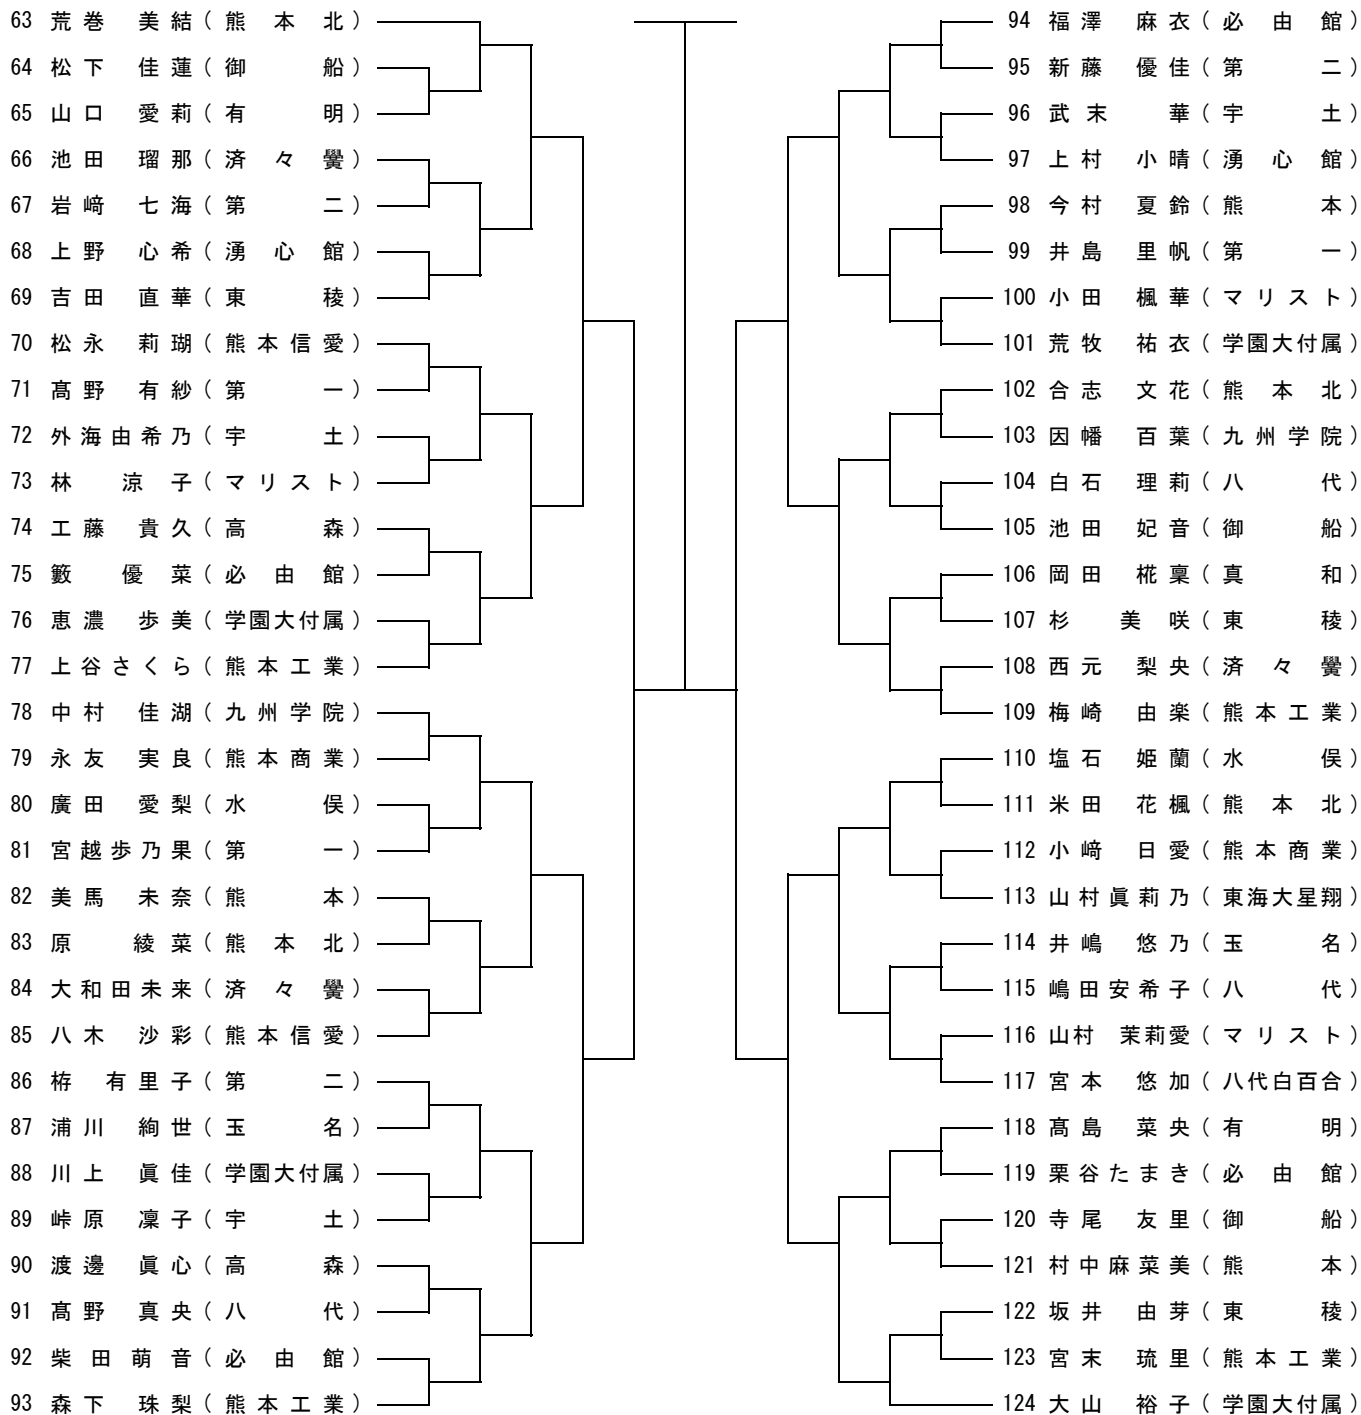 63 荒巻 美結（熊本北）
64 松下 佳蓮（御船）
65 山口 愛莉（有明）
66 池田 瑠那（済々黌）
67 岩﨑 七海（第二）
68 上野 心希（湧心館）
69 吉田 直華（東稜）
70 松永 莉瑚（熊本信愛）
71 髙野 有紗（第一）
72 外海由希乃（宇土）
73 林 涼子（マリスト）
74 工藤 貴久（高森）
75 籔 優菜（必由館）
76 恵濃 歩美（学園大付属）
77 上谷さくら（熊本工業）
78 中村 佳湖（九州学院）
79 永友 実良（熊本商業）
80 廣田 愛梨（水俣）
81 宮越歩乃果（第一）
82 美馬 未奈（熊本）
83 原 綾菜（熊本北）
84 大和田未来（済々黌）
85 八木 沙彩（熊本信愛）
86 栫 有里子（第二）
87 浦川 絢世（玉名）
88 川上 眞佳（学園大付属）
89 峠原 凜子（宇土）
90 渡邊 眞心（高森）
91 髙野 真央（八代）
92 柴田萌音（必由館）
93 森下 珠梨（熊本工業）
94 福澤 麻衣（必由館）
95 新藤 優佳（第二）
96 武末 華（宇土）
97 上村 小晴（湧心館）
98 今村 夏鈴（熊本）
99 井島 里帆（第一）
100 小田 楓華（マリスト）
101 荒牧 祐衣（学園大付属）
102 合志 文花（熊本北）
103 因幡 百葉（九州学院）
104 白石 理莉（八代）
105 池田 妃音（御船）
106 岡田 椛稟（真和）
107 杉 美咲（東稜）
108 西元 梨央（済々黌）
109 梅崎 由楽（熊本工業）
110 塩石 姫蘭（水俣）
111 米田 花楓（熊本北）
112 小﨑 日愛（熊本商業）
113 山村眞莉乃（東海大星翔）
114 井嶋 悠乃（玉名）
115 嶋田安希子（八代）
116 山村 茉莉愛（マリスト）
117 宮本 悠加（八代白百合）
118 髙島 菜央（有明）
119 栗谷たまき（必由館）
120 寺尾 友里（御船）
121 村中麻菜美（熊本）
122 坂井 由芽（東稜）
123 宮末 琉里（熊本工業）
124 大山 裕子（学園大付属）